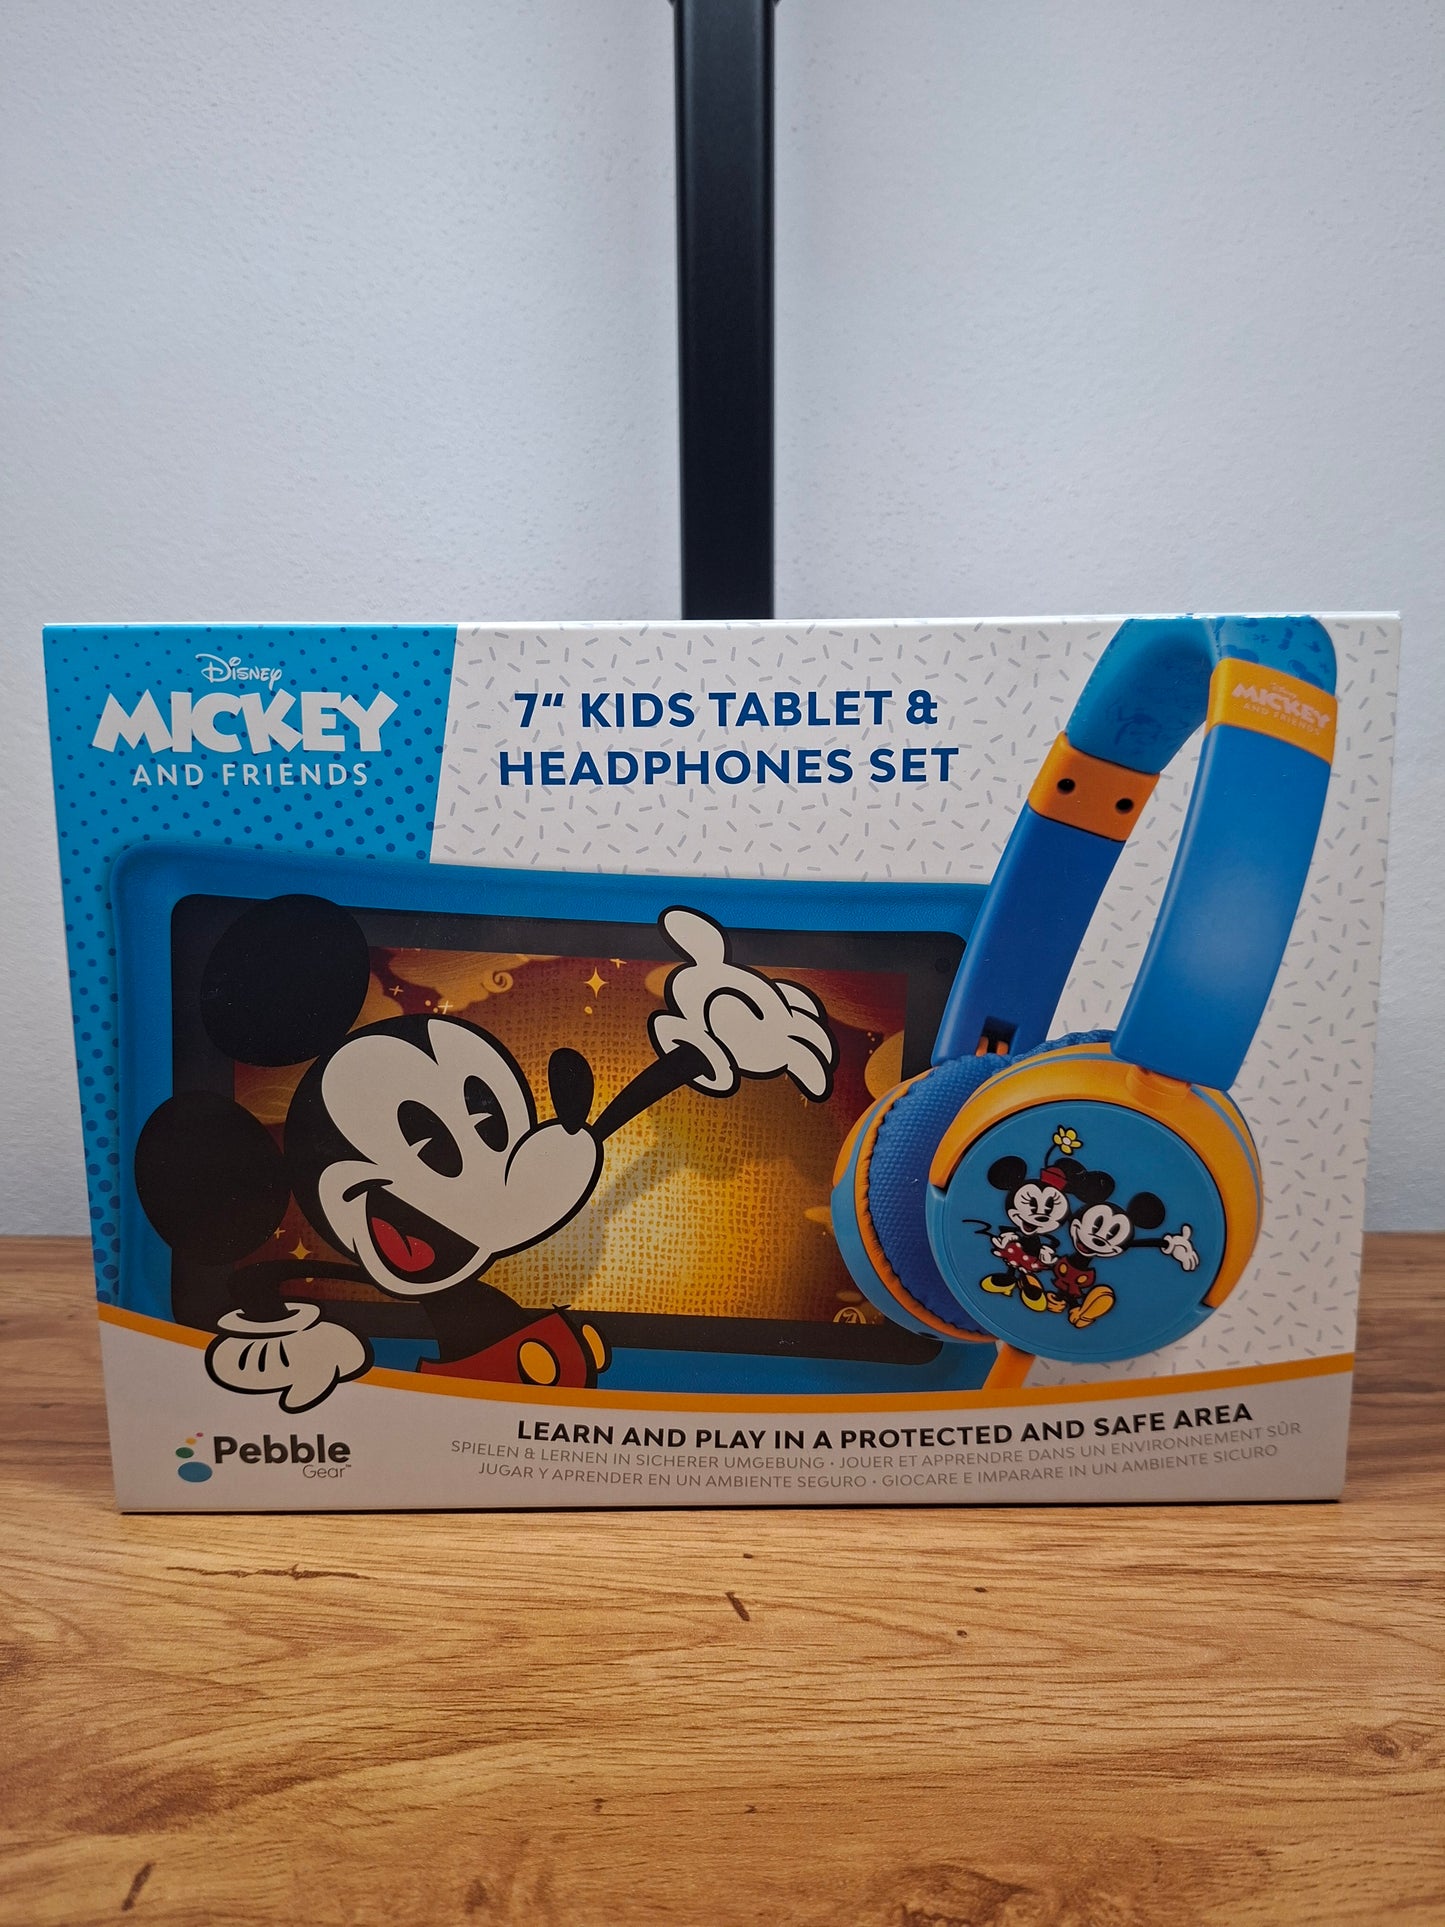 Disney
MICKEY
AND FRIENDS
7“ KIDS TABLET &
HEADPHONES SET
Disney
MICKEY
AND FRIENDS
Pebble
Gear™
LEARN AND PLAY IN A PROTECTED AND SAFE AREA
SPIELEN & LERNEN IN SICHERER UMGEBUNG · JOUER ET APPRENDRE DANS UN ENVIRONNEMENT SÛR
JUGAR Y APRENDER EN UN AMBIENTE SEGURO · GIOCARE E IMPARARE IN UN AMBIENTE SICURO